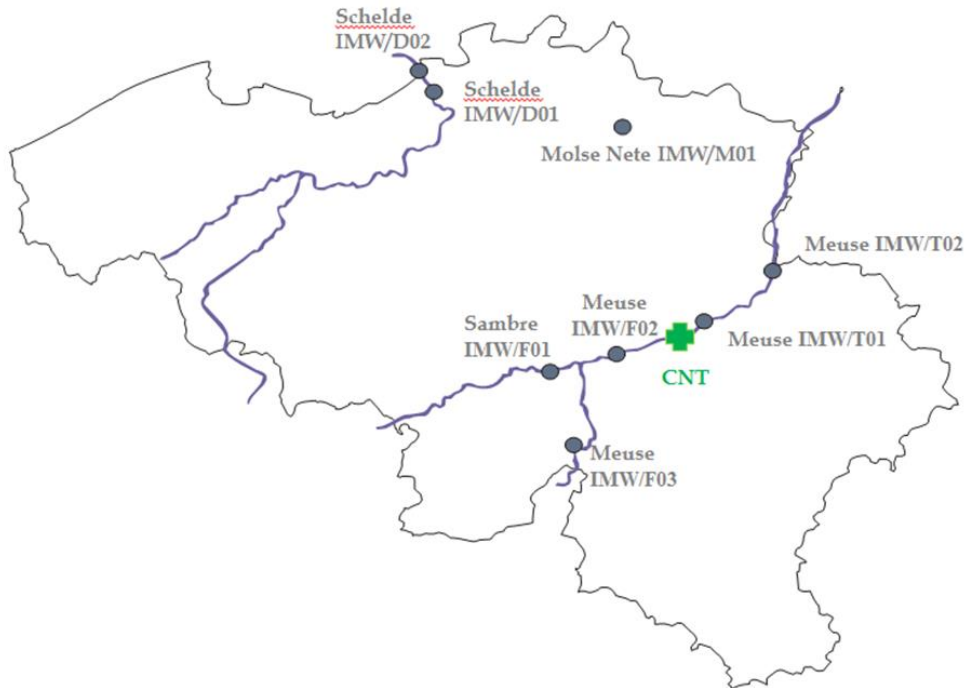 Schelde
IMW/D02
Schelde
IMW/D01
Molse Nete IMW/M01
Meuse IMW/T02
Meuse
IMW/F02
Sambre
IMW/F01
Meuse IMW/T01
CNT
Meuse
IMW/F03